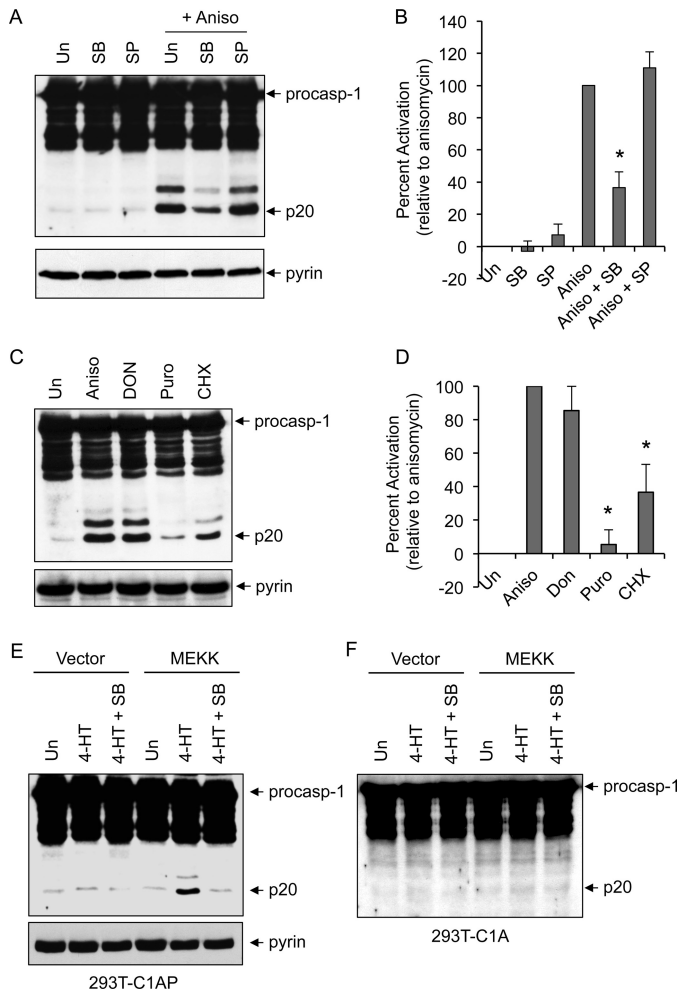 A
+ Aniso
Un SB SP Un SB SP
procasp-1
p20
pyrin
B
Percent Activation
(relative to anisomycin)
140
120
100
80
60
40
20
0
-20
*
Un SB SP Aniso Aniso + SB Aniso + SP
C
Un Aniso DON Puro CHX
procasp-1
p20
pyrin
D
Percent Activation
(relative to anisomycin)
100
80
60
40
20
0
-20
* *
Un Aniso Don Puro CHX
E
Vector MEKK
Un 4-HT 4-HT + SB Un 4-HT 4-HT + SB
procasp-1
p20
pyrin
293T-C1AP
F
Vector MEKK
Un 4-HT 4-HT + SB Un 4-HT 4-HT + SB
procasp-1
p20
293T-C1A